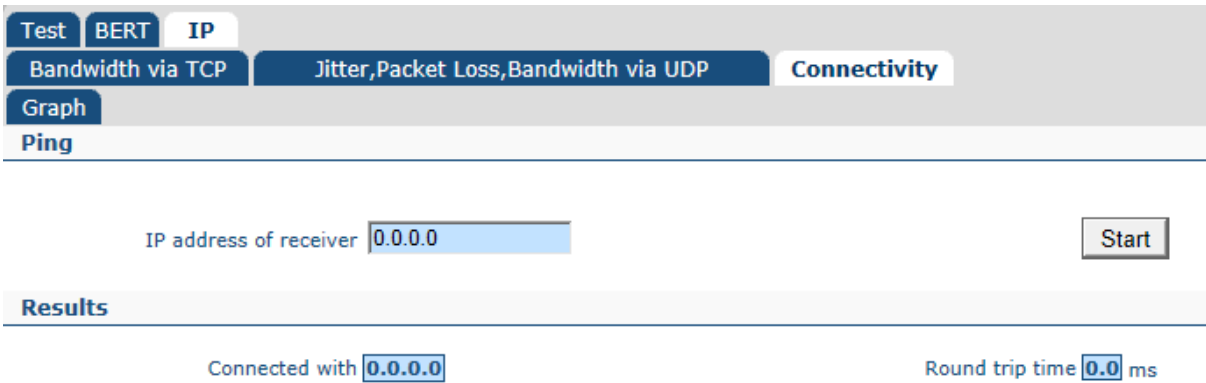 Test BERT IP
Bandwidth via TCP Jitter,Packet Loss,Bandwidth via UDP Connectivity
Graph
Ping
IP address of receiver 0.0.0.0 Start
Results
Connected with 0.0.0.0 Round trip time 0.0 ms